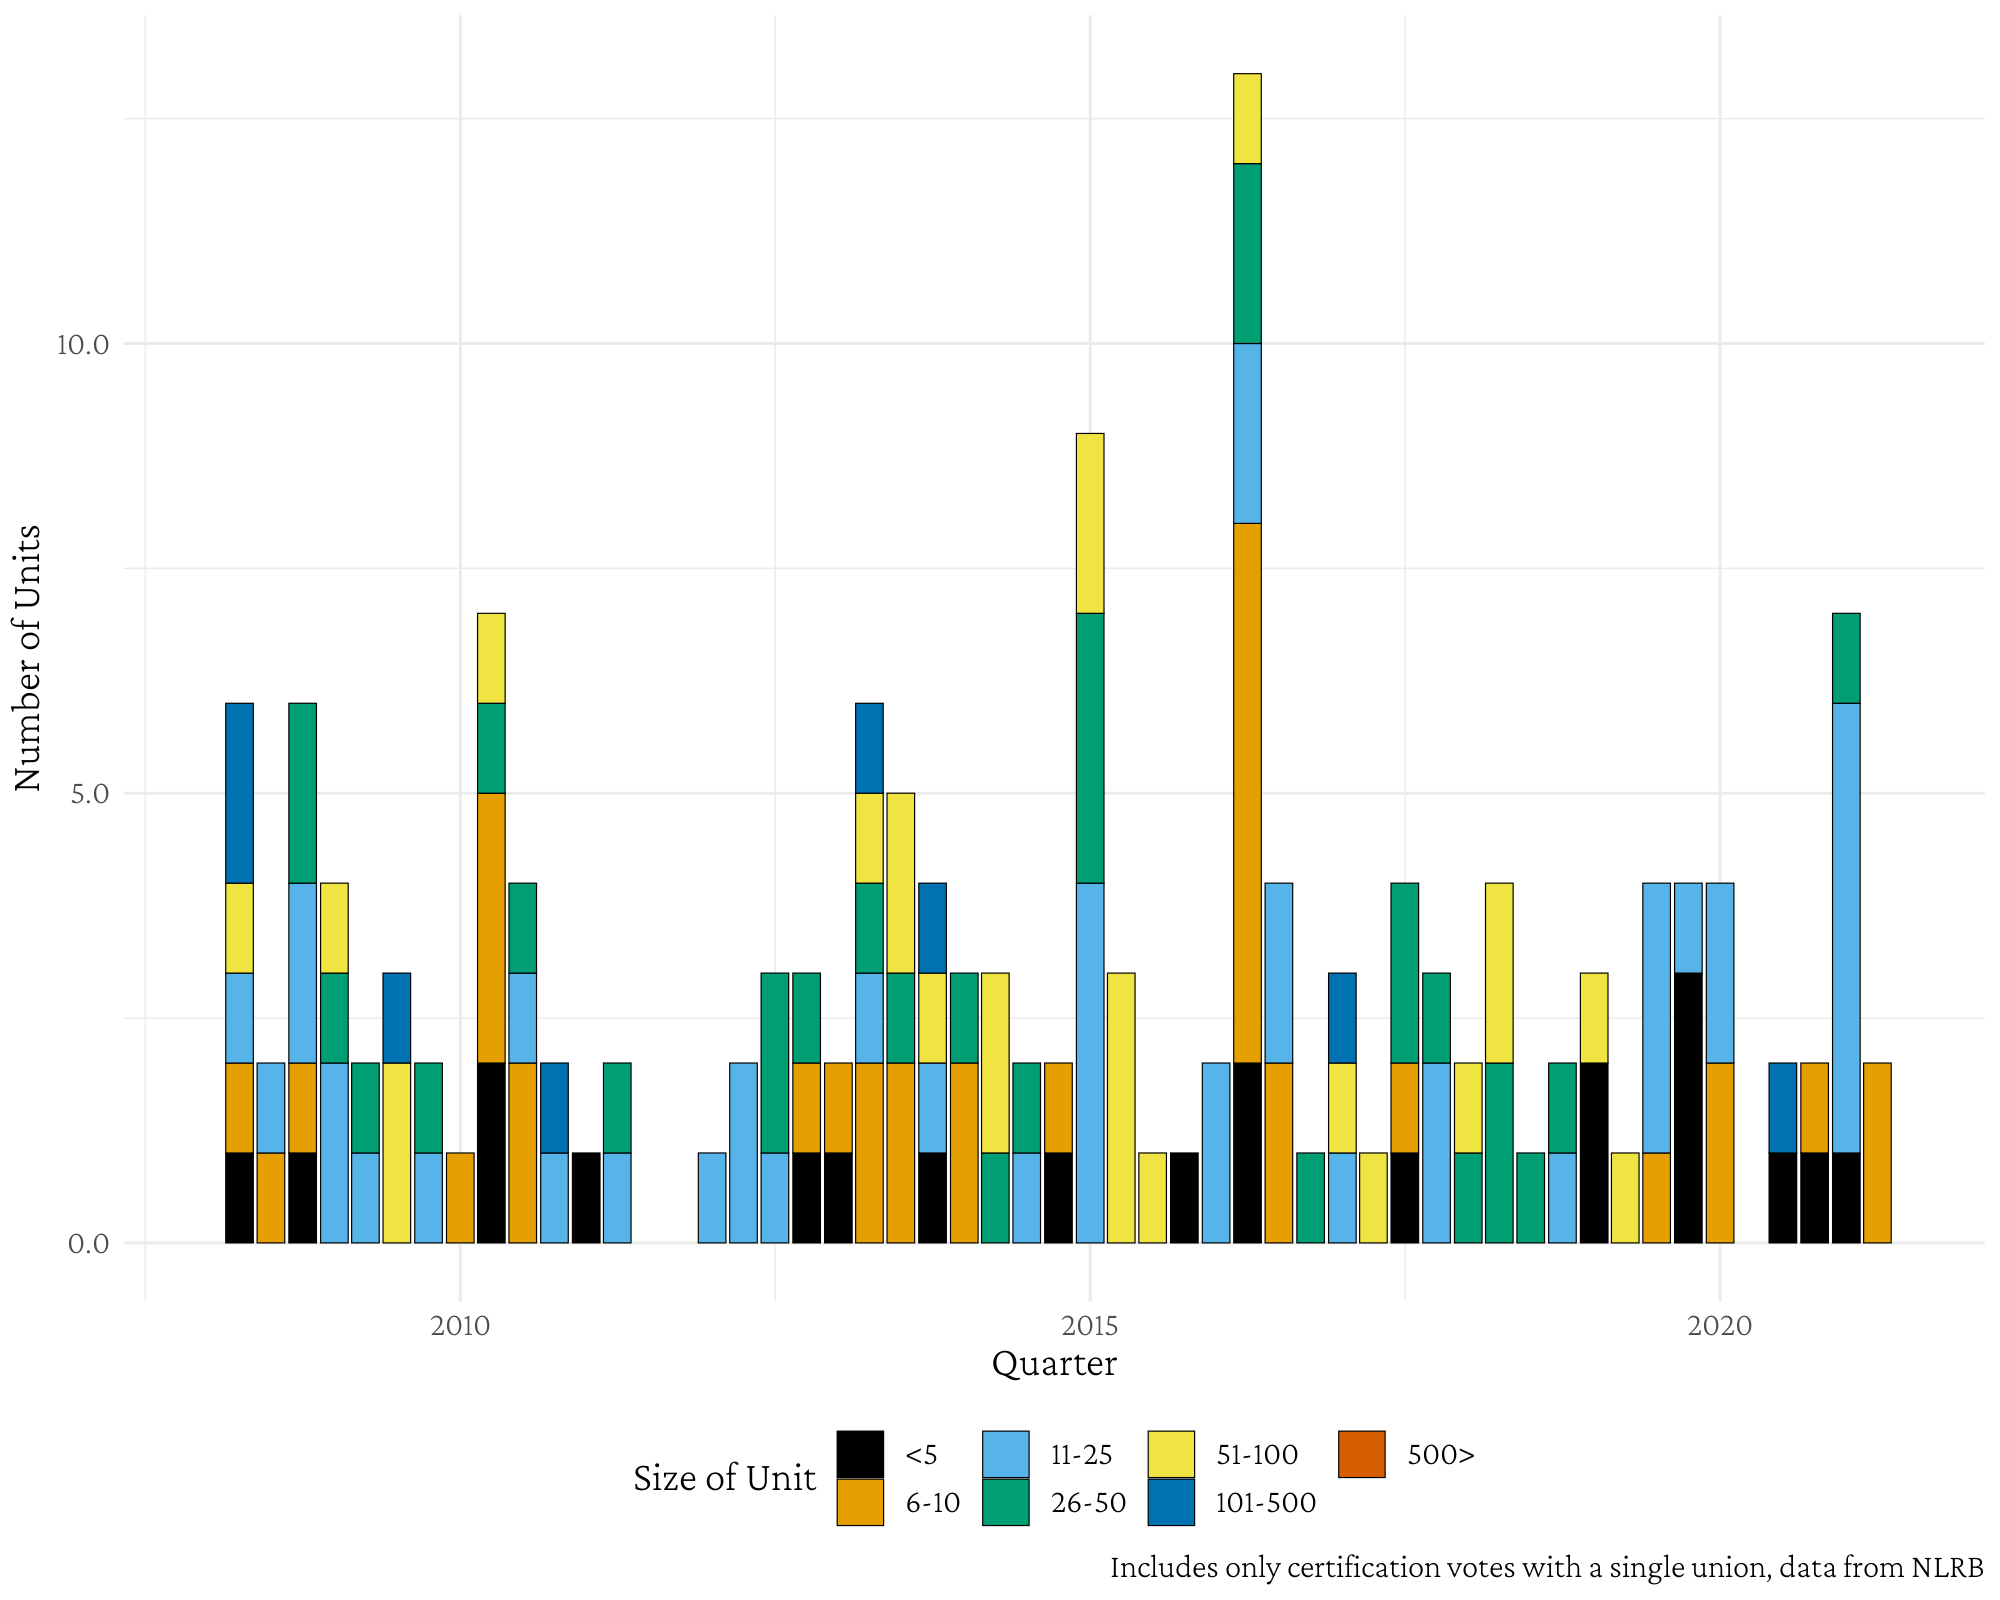 Number of Units
10.0
5.0
0.0
2010 2015 2020
Quarter
Size of Unit
<5 11-25 51-100 500>
6-10 26-50 101-500
Includes only certification votes with a single union, data from NLRB